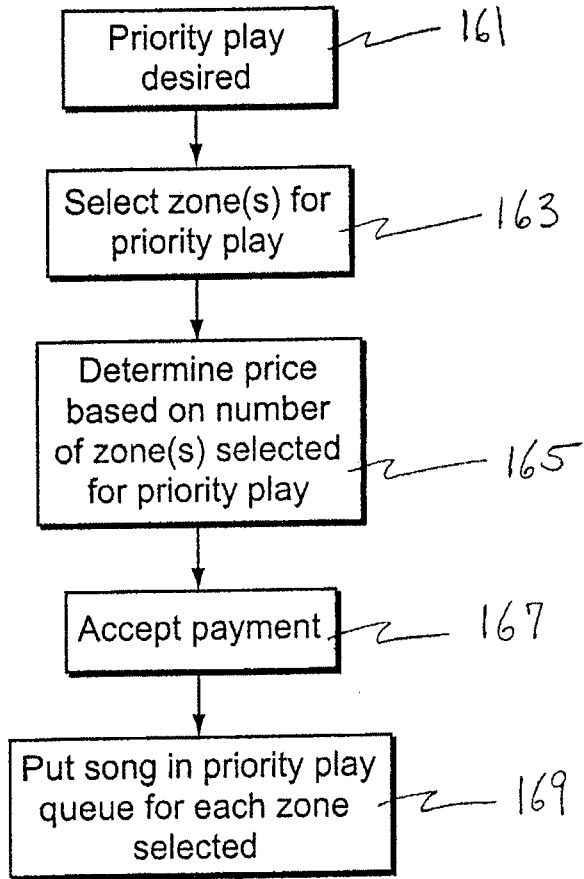 Priority play
desired
161
Select zone(s) for
priority play
163
Determine price
based on number
of zone(s) selected
for priority play
165
Accept payment
167
Put song in priority play
queue for each zone
selected
169